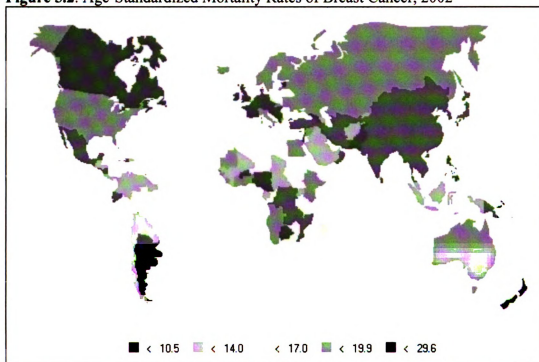 Figure 3.2: Age-Standardized Mortality Rates of Breast Cancer, 2002
< 10.5 < 14.0 < 17.0 < 19.9 < 29.6